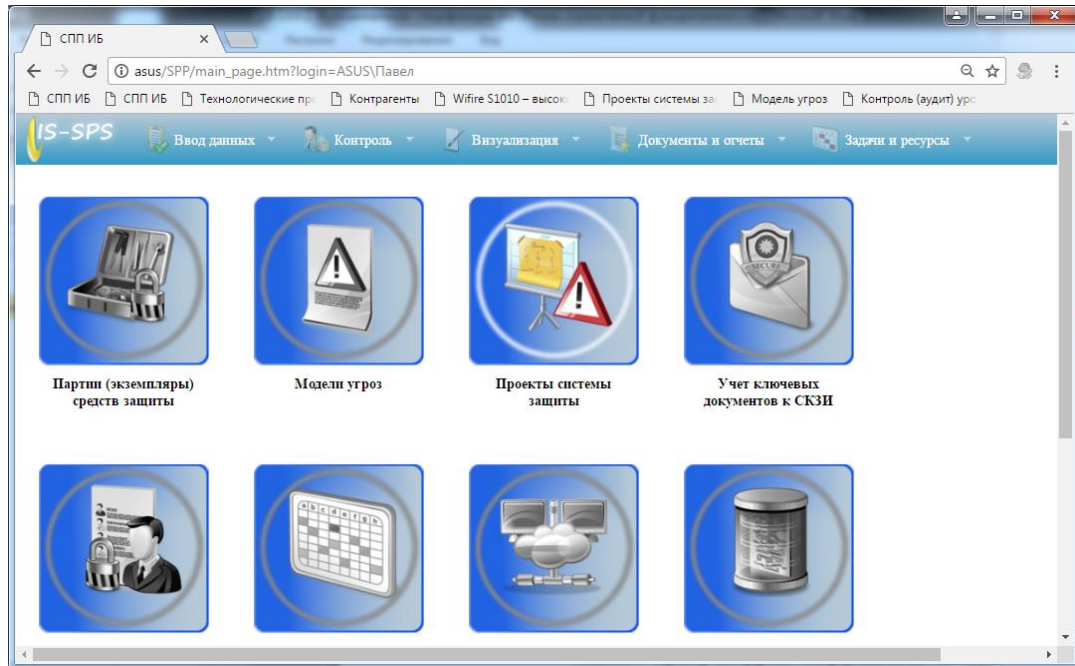 СПП ИБ
asus/SPP/main_page.htm?login=ASUS\Павел
СПП ИБ СПП ИБ Технологические пр Контрагенты Wifire S1010 – высок Проекты системы за Модель угроз Контроль (аудит) уро
IS-SPS Ввод данных Контроль Визуализация Документы и отчеты Задачи и ресурсы
SECURE
Партии (экземпляры)
средств защиты
Модели угроз
Проекты системы
защиты
Учет ключевых
документов к СКЗИ
a b c d e f g h